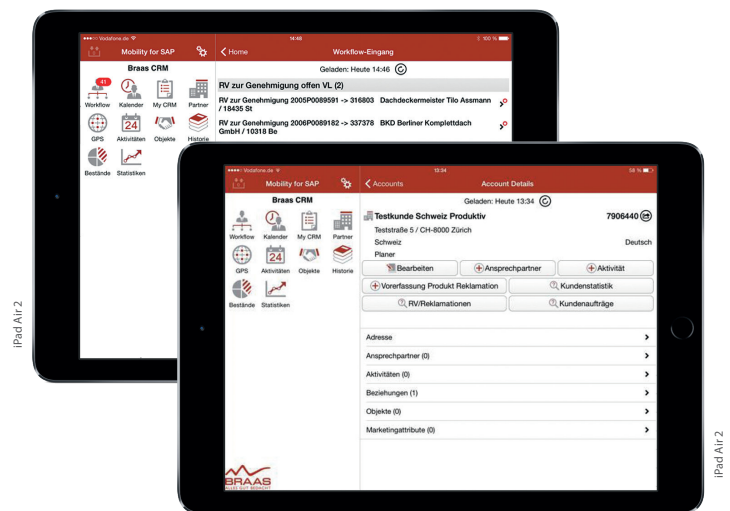 Vodafone.de
14:46
100 %
Mobility for SAP
Home
Workflow-Eingang
Braas CRM
Geladen: Heute 14:46
41
Workflow
Kalender
My CRM
Partner
24
GPS
Aktivitäten
Objekte
Historie
Bestände
Statistiken
RV zur Genehmigung offen VL (2)
RV zur Genehmigung 2005P0089591 -> 316803 Dachdeckermeister Tilo Assmann
/ 18435 St
RV zur Genehmigung 2006P0089182 -> 337378 BKD Berliner Komplettdach
GmbH / 10318 Be
iPad Air 2
Vodafone.de
13:34
58 %
Mobility for SAP
Accounts
Account Details
Braas CRM
Geladen: Heute 13:34
Workflow
Kalender
My CRM
Partner
24
GPS
Aktivitäten
Objekte
Historie
Bestände
Statistiken
Testkunde Schweiz Produktiv
7906440
Teststraße 5 / CH-8000 Zürich
Schweiz
Deutsch
Planer
Bearbeiten
Ansprechpartner
Aktivität
Vorerfassung Produkt Reklamation
Kundenstatistik
RV/Reklamationen
Kundenaufträge
Adresse
Ansprechpartner (0)
Aktivitäten (0)
Beziehungen (1)
Objekte (0)
Marketingattribute (0)
BRAAS
ALLES GUT BEDACHT
iPad Air 2